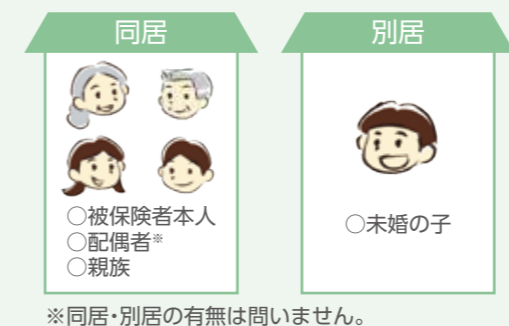 同居
別居
○被保険者本人
○配偶者※
○親族
○未婚の子
※同居・別居の有無は問いません。